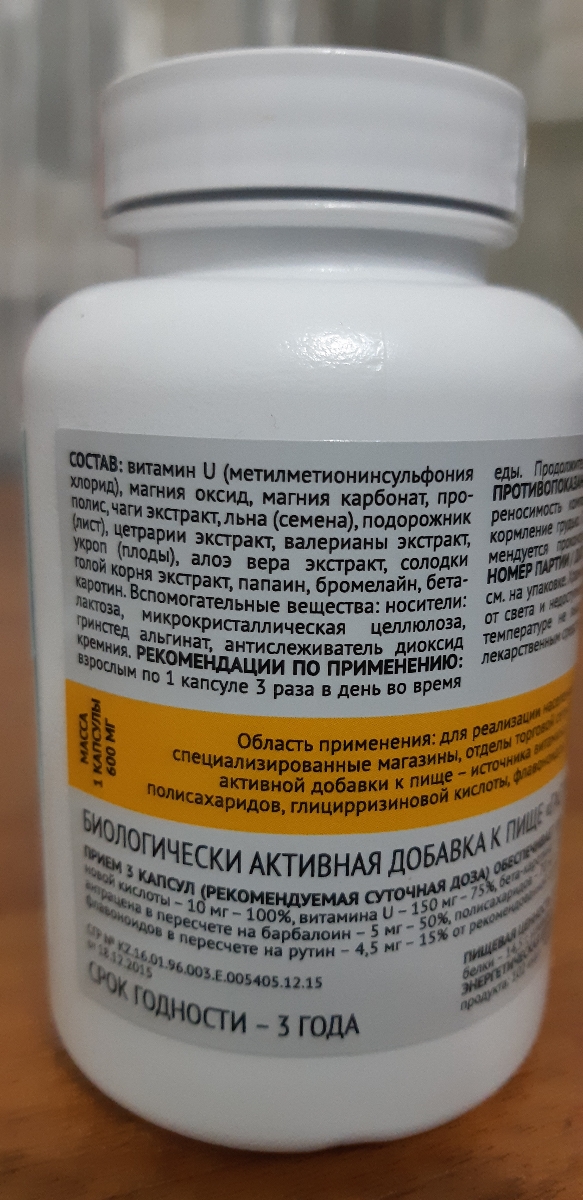 СОСТАВ: витамин U (метилметионинсульфония
хлорид), магния оксид, магния карбонат, про-
полис, чаги экстракт, льна (семена), подорожник
(лист), цетрарии экстракт, валерианы экстракт,
укроп (плоды), алоэ вера экстракт, солодки
голой корня экстракт, папаин, бромелайн, бета-
каротин. Вспомогательные вещества: носители:
лактоза, микрокристаллическая целлюлоза,
гринстед альгинат, антислеживатель диоксид
кремния. РЕКОМЕНДАЦИИ ПО ПРИМЕНЕНИЮ:
взрослым по 1 капсуле 3 раза в день во время
еды.
кормление
НОМЕР ПАРТИИ
см. на упаковке.
от света и
температуре не
МАССА
1 КАПСУЛЫ
600 МГ
Область применения: для реализации
специализированные магазины, отделы торговой
активной добавки к пище – источника
полисахаридов, глицирризиновой кислоты,
БИОЛОГИЧЕСКИ АКТИВНАЯ ДОБАВКА К ПИЩЕ
ПРИЕМ 3 КАПСУЛ (РЕКОМЕНДУЕМАЯ СУТОЧНАЯ ДОЗА)
новой кислоты – 10 мг – 100%, витамина U – 150 мг – 75%,
антрацена в пересчете на барбалоин – 5 мг – 50%,
флавоноидов в пересчете на рутин – 4,5 мг – 15% от
СГР № KZ.16.01.96.003.E.005405.12.15
от 18.12.2015
СРОК ГОДНОСТИ – 3 ГОДА
ПИЩЕВАЯ
белки –
продукта